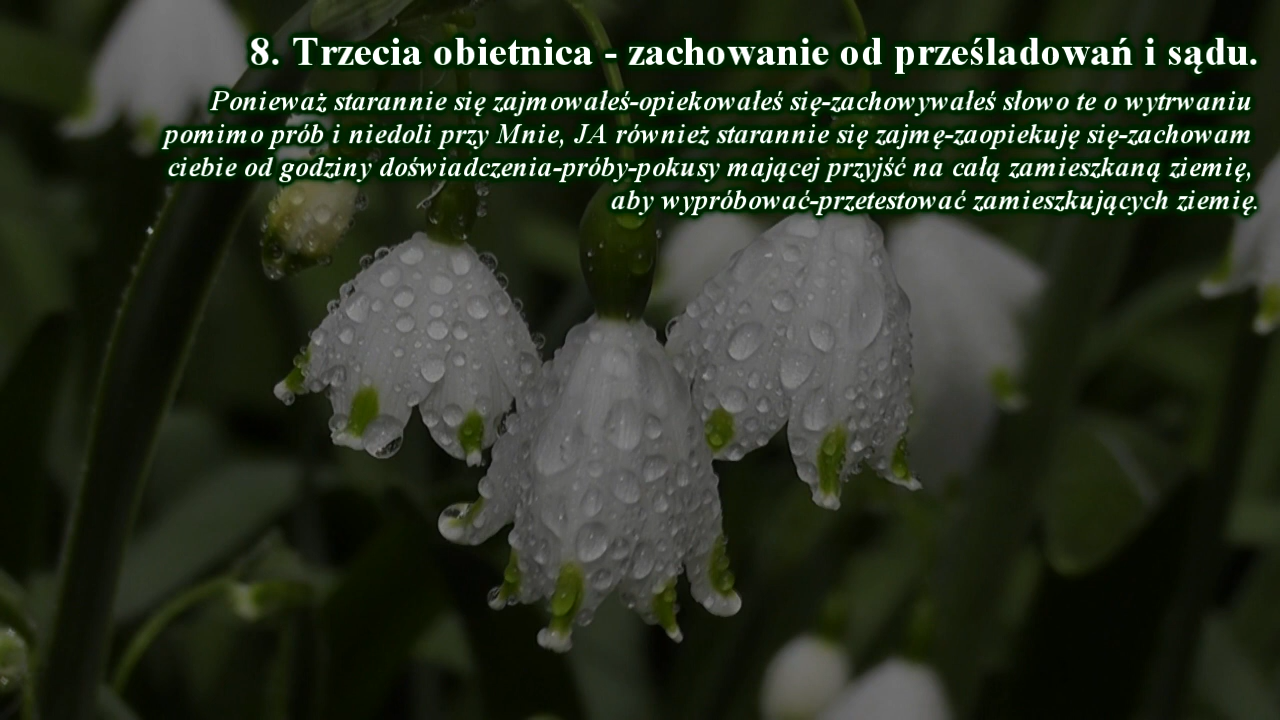 8. Trzecia obietnica - zachowanie od prześladowań i sądu.
Ponieważ starannie się zajmowałeś-opiekowałeś się-zachowywałeś słowo te o wytrwaniu
pomimo prób i niedoli przy Mnie, JA również starannie się zajmę-zaopiekuję się-zachowam
ciebie od godziny doświadczenia-próby-pokusy mającej przyjść na całą zamieszkaną ziemię,
aby wypróbować-przetestować zamieszkujących ziemię.